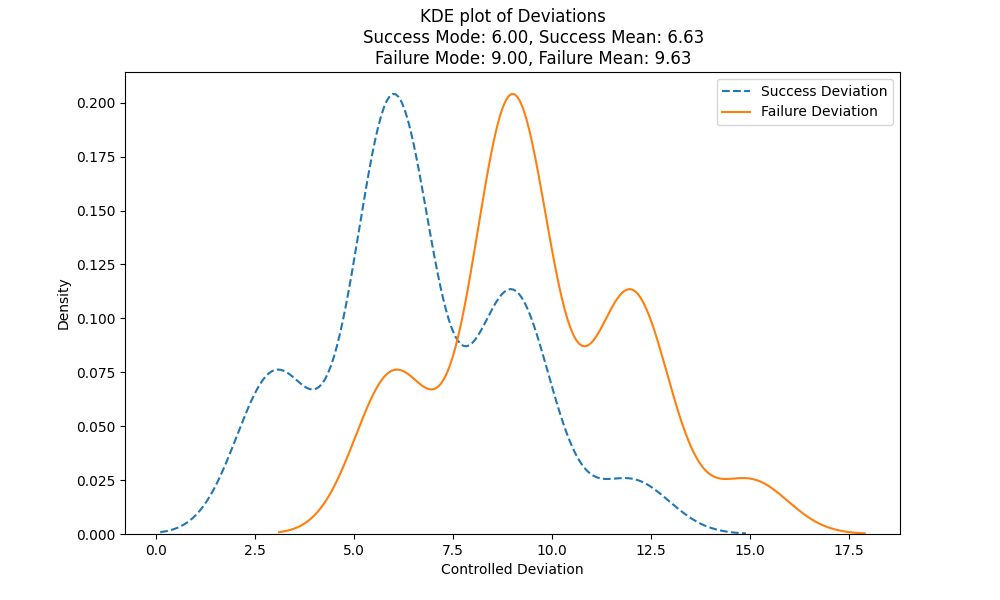 KDE plot of Deviations
Success Mode: 6.00, Success Mean: 6.63
Failure Mode: 9.00, Failure Mean: 9.63
Success Deviation
Failure Deviation
0.200
0.175
0.150
0.125
0.100
0.075
0.050
0.025
0.000
Density
0.0 2.5 5.0 7.5 10.0 12.5 15.0 17.5
Controlled Deviation